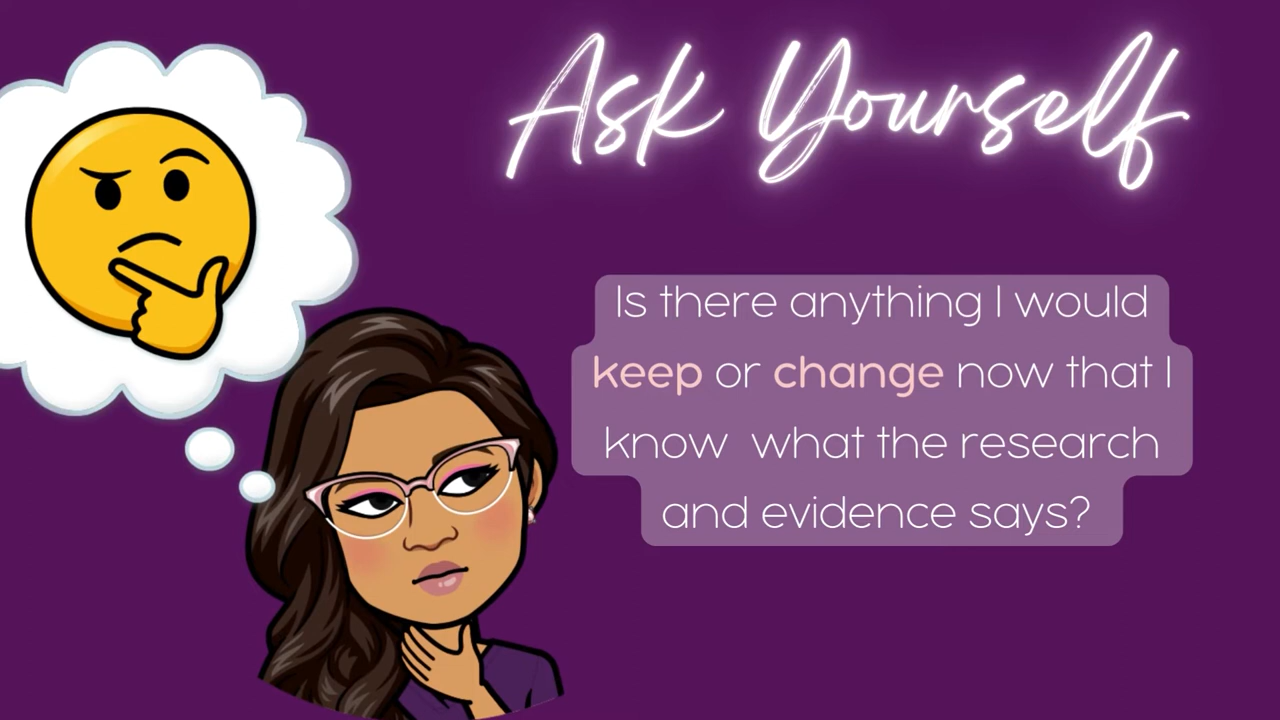 Ask Yourself
Is there anything I would
keep or change now that I
know  what the research
and evidence says?